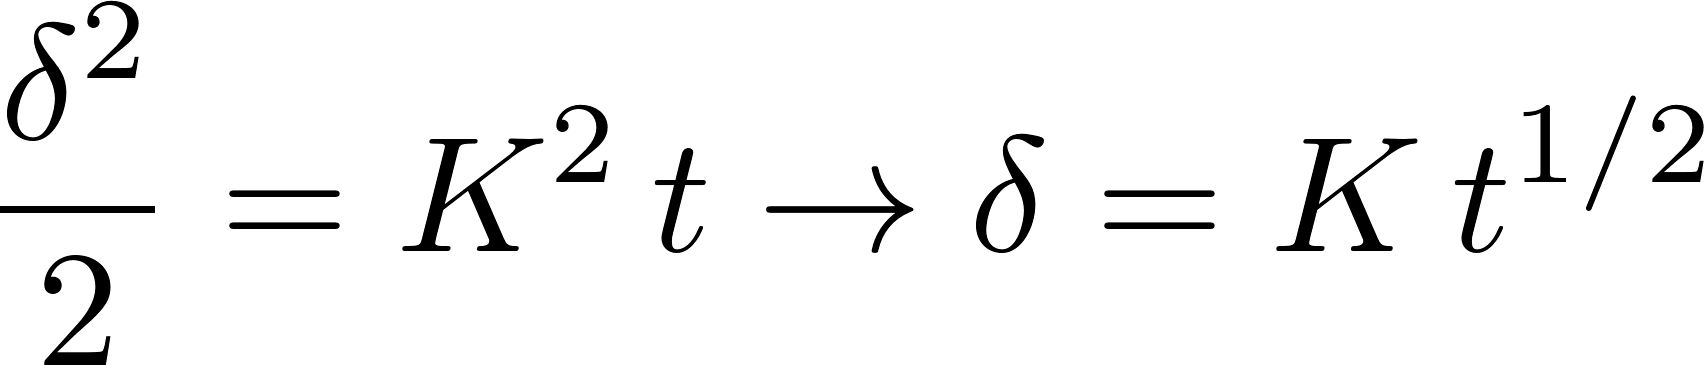 δ²/2 = K² t → δ = K t^{1/2}